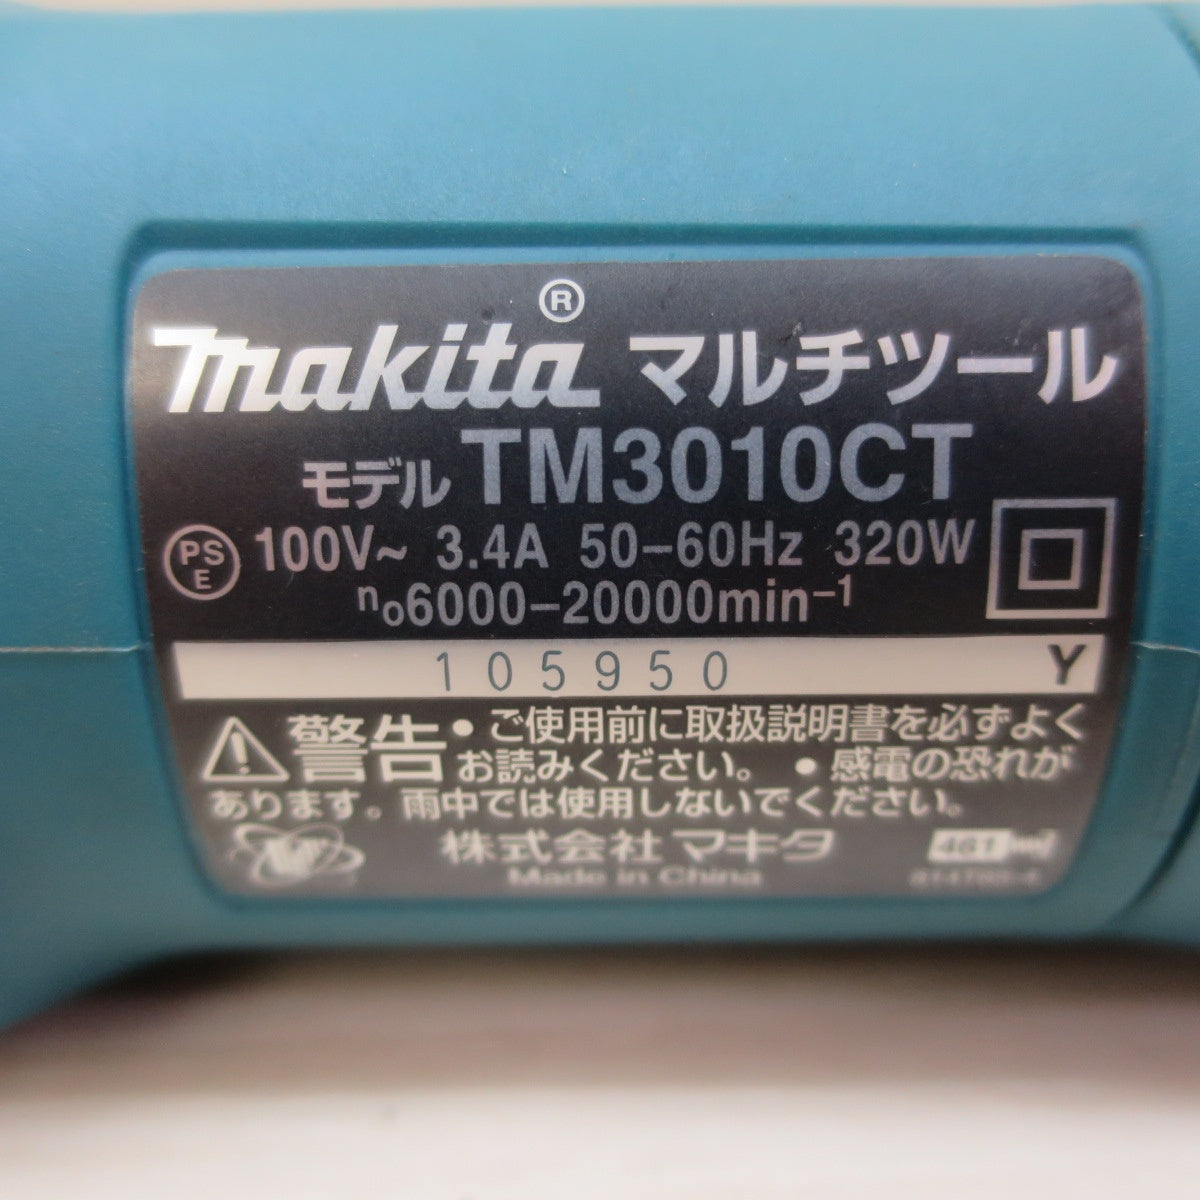 makita® マルチツール
モデル TM3010CT
PSE 100V~ 3.4A 50-60Hz 320W
n₀6000-20000min⁻¹
105950 Y
警告 • ご使用前に取扱説明書を必ずよく
お読みください。 • 感電の恐れが
あります。雨中では使用しないでください。
株式会社 マキタ
Made in China